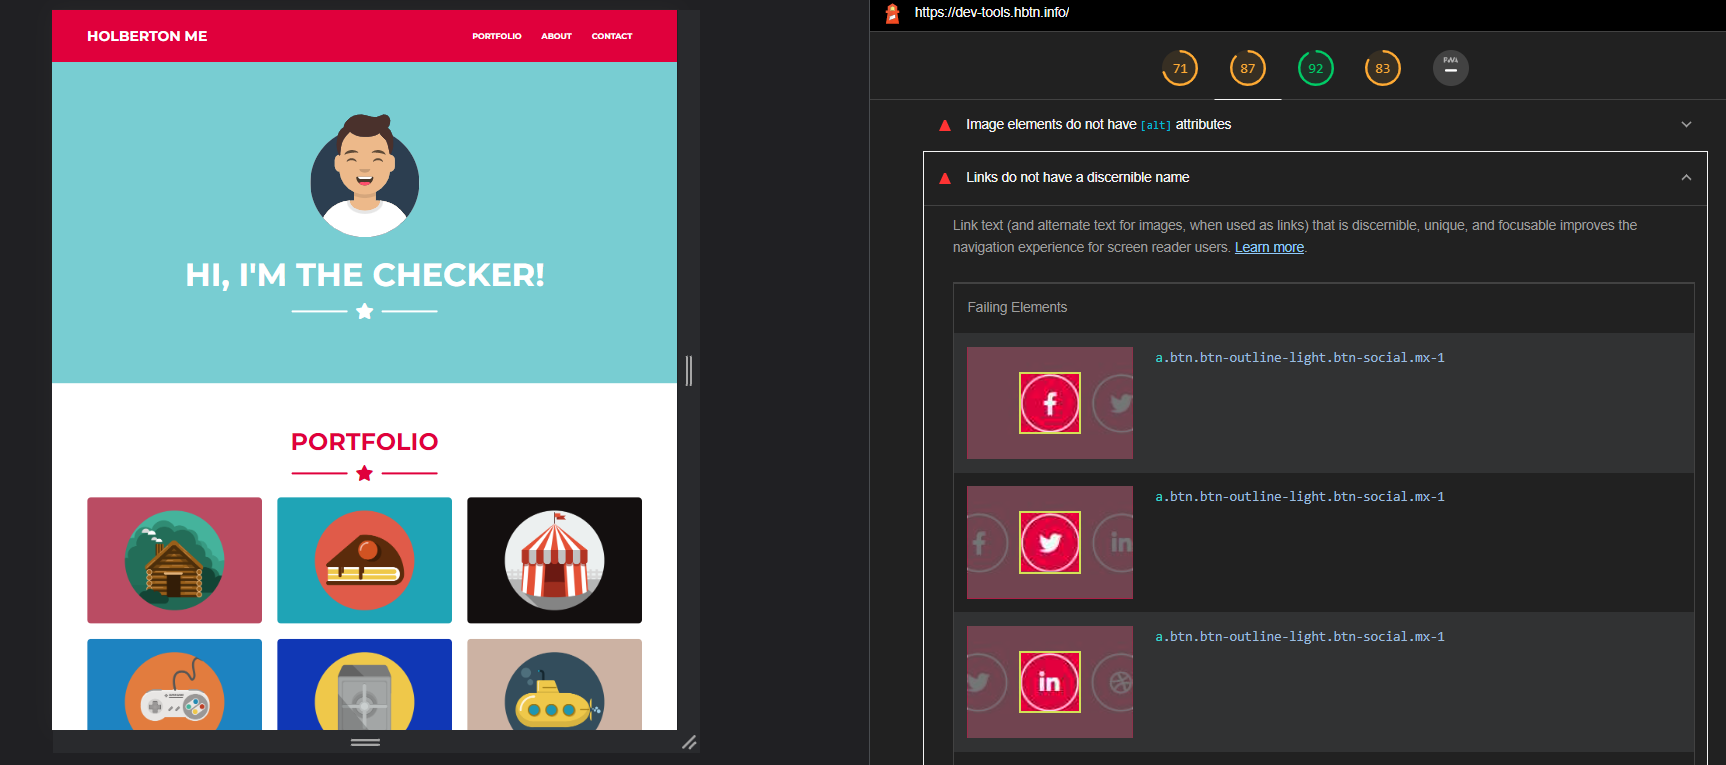 HOLBERTON ME
PORTFOLIO ABOUT CONTACT
HI, I'M THE CHECKER!
PORTFOLIO
https://dev-tools.hbtn.info/
71 87 92 83 PWA
Image elements do not have [alt] attributes
Links do not have a discernible name
Link text (and alternate text for images, when used as links) that is discernible, unique, and focusable improves the
navigation experience for screen reader users. Learn more.
Failing Elements
a.btn.btn-outline-light.btn-social.mx-1
a.btn.btn-outline-light.btn-social.mx-1
in
a.btn.btn-outline-light.btn-social.mx-1
in